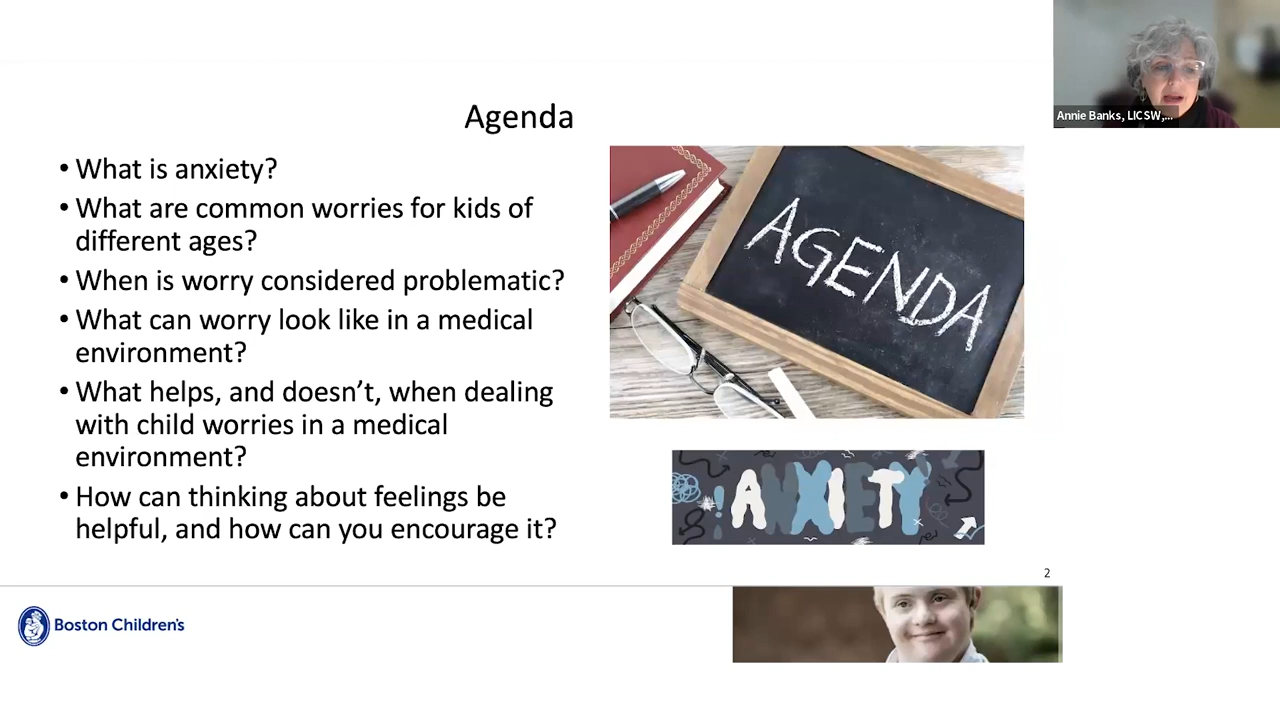 Agenda
• What is anxiety?
• What are common worries for kids of
different ages?
• When is worry considered problematic?
• What can worry look like in a medical
environment?
• What helps, and doesn’t, when dealing
with child worries in a medical
environment?
• How can thinking about feelings be
helpful, and how can you encourage it?
AGENDA
!ANXIETY
Annie Banks, LICSW,...
2
Boston Children's